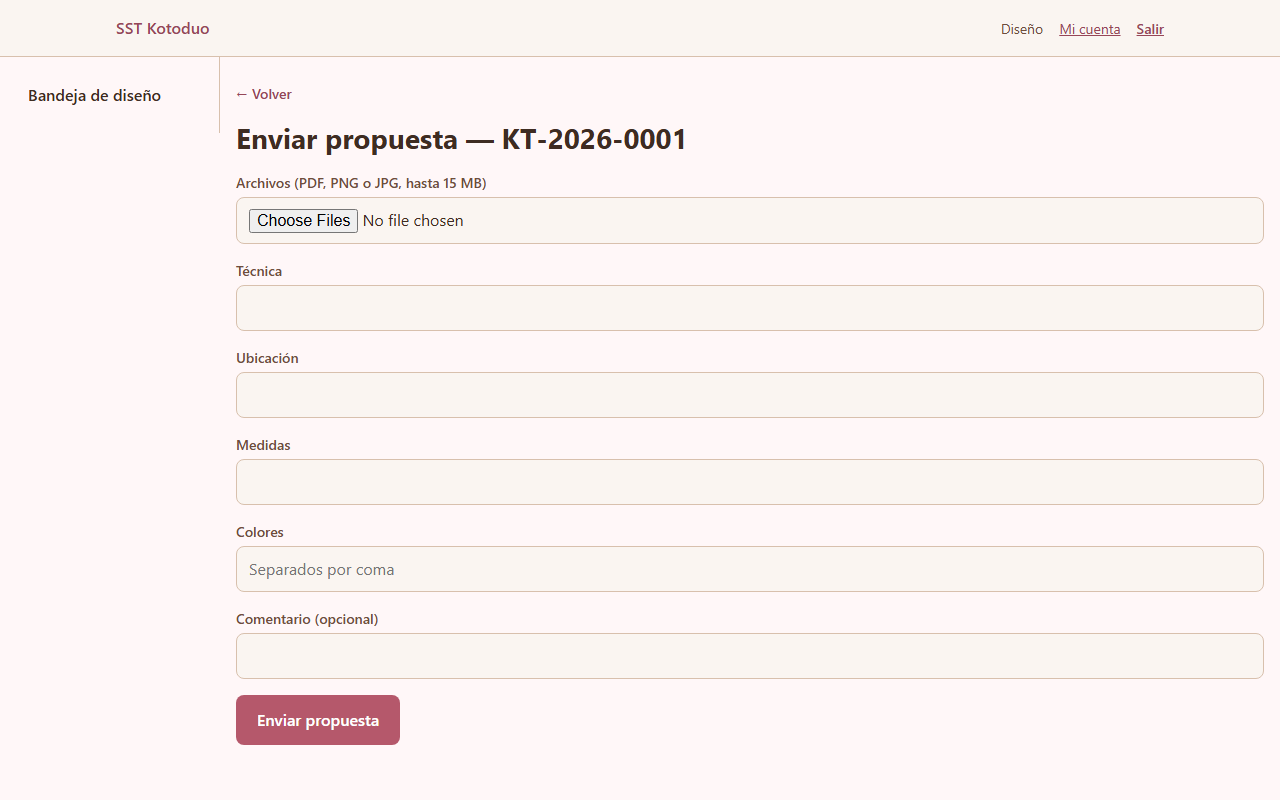 SST Kotoduo
Diseño Mi cuenta Salir
Bandeja de diseño
← Volver
Enviar propuesta — KT-2026-0001
Archivos (PDF, PNG o JPG, hasta 15 MB)
Choose Files No file chosen
Técnica
Ubicación
Medidas
Colores
Separados por coma
Comentario (opcional)
Enviar propuesta